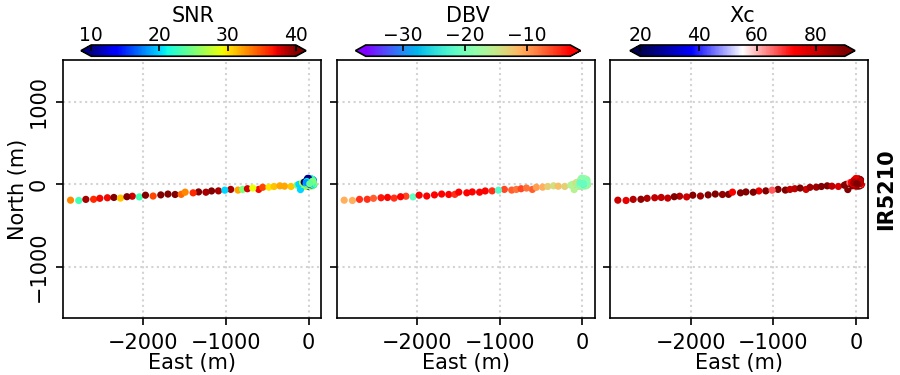 SNR DBV Xc
10 20 30 40 −30 −20 −10 20 40 60 80
1000
0
−1000
North (m)
IR5210
−2000 −1000 0 −2000 −1000 0 −2000 −1000 0
East (m) East (m) East (m)